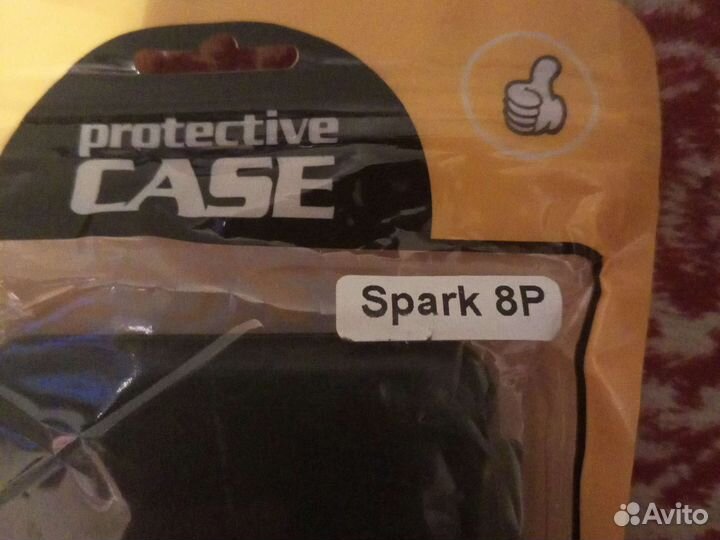 protective
CASE
Spark 8P
Avito